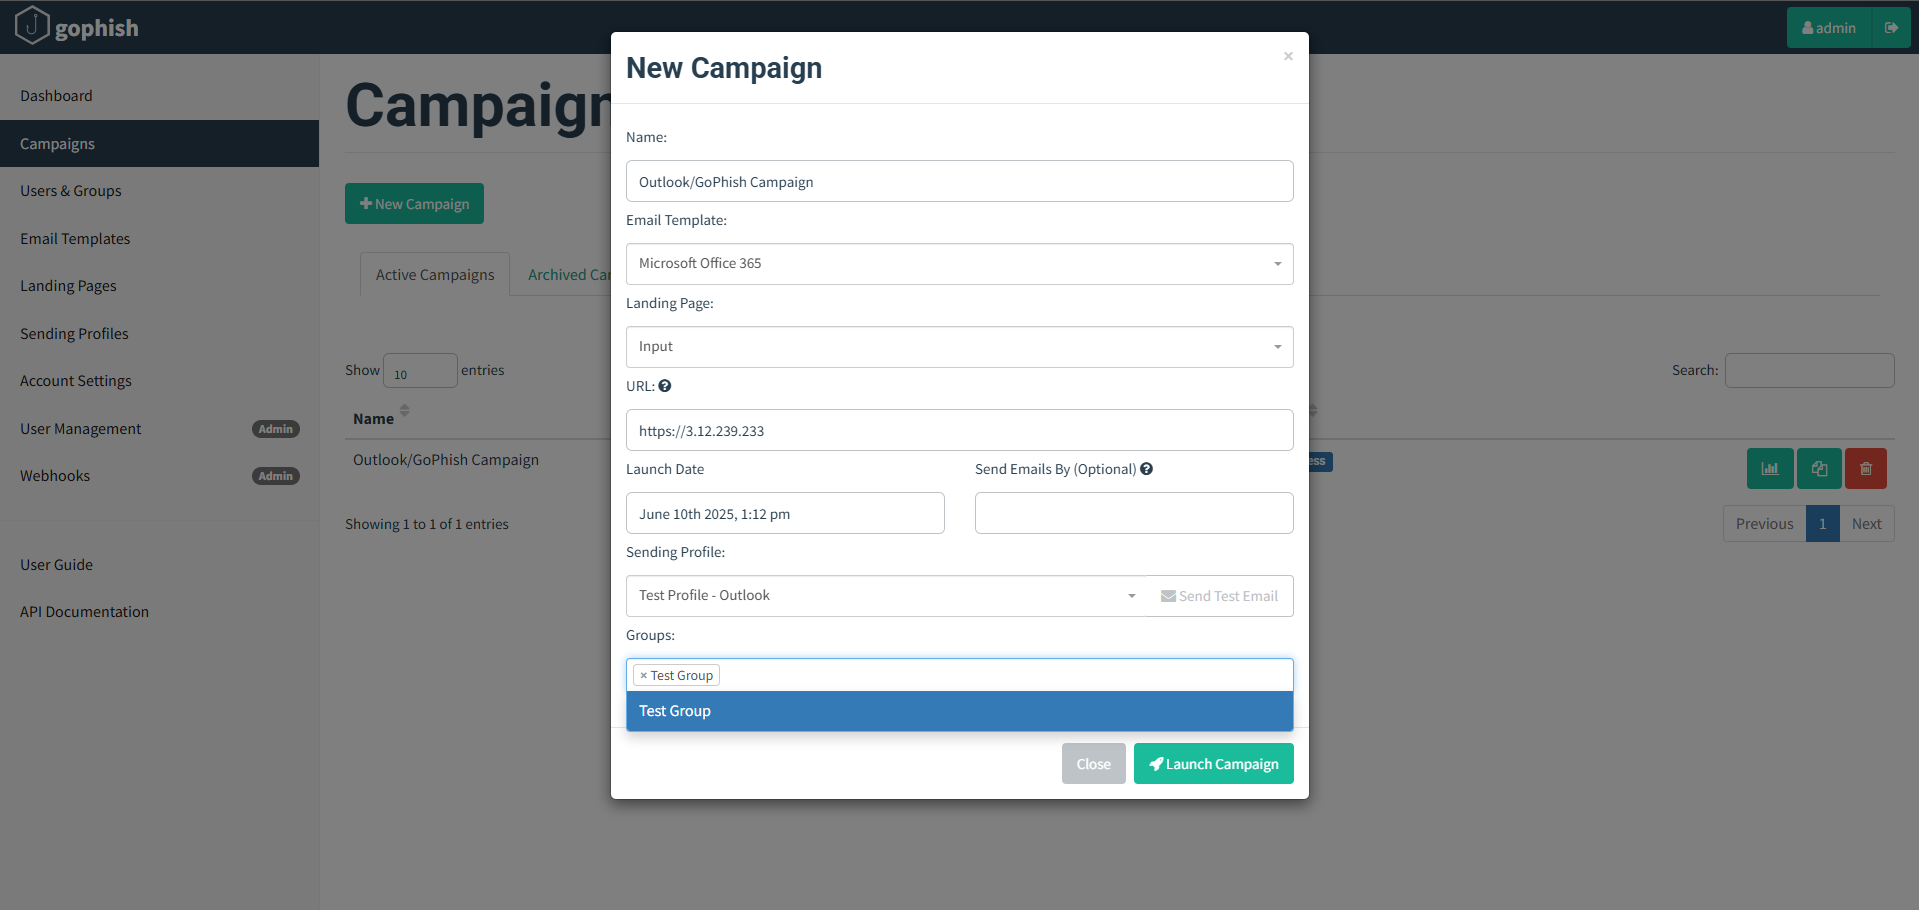 gophish
admin
Dashboard
Campaigns
Users & Groups
Email Templates
Landing Pages
Sending Profiles
Account Settings
User Management Admin
Webhooks Admin
User Guide
API Documentation
Campaign
New Campaign
Active Campaigns
Archived Ca
Show 10 entries
Search:
Name
Outlook/GoPhish Campaign
ess
Showing 1 to 1 of 1 entries
Previous 1 Next
New Campaign
×
Name:
Outlook/GoPhish Campaign
Email Template:
Microsoft Office 365
Landing Page:
Input
URL:
https://3.12.239.233
Launch Date
Send Emails By (Optional)
June 10th 2025, 1:12 pm
Sending Profile:
Test Profile - Outlook
Send Test Email
Groups:
× Test Group
Test Group
Close
Launch Campaign